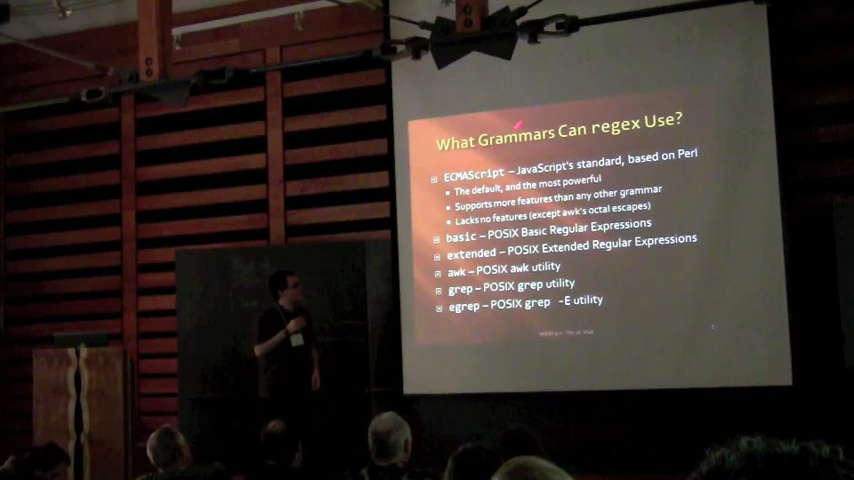 What Grammars Can regex Use?
ECMAScript – JavaScript's standard, based on Perl
The default, and the most powerful
Supports more features than any other grammar
Lacks no features (except awk's octal escapes)
basic – POSIX Basic Regular Expressions
extended – POSIX Extended Regular Expressions
awk – POSIX awk utility
grep – POSIX grep utility
egrep – POSIX grep -E utility